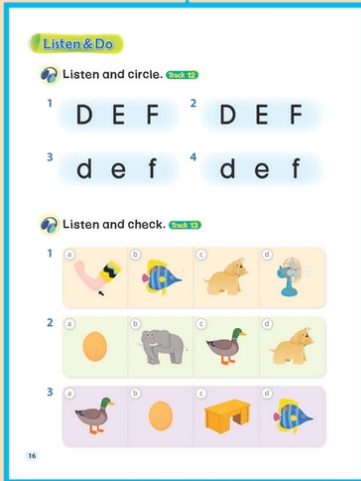 Listen & Do
Listen and circle. Track 12
1 D E F 2 D E F
3 d e f 4 d e f
Listen and check. Track 13
1 a b c d
2 a b c d
3 a b c d
16